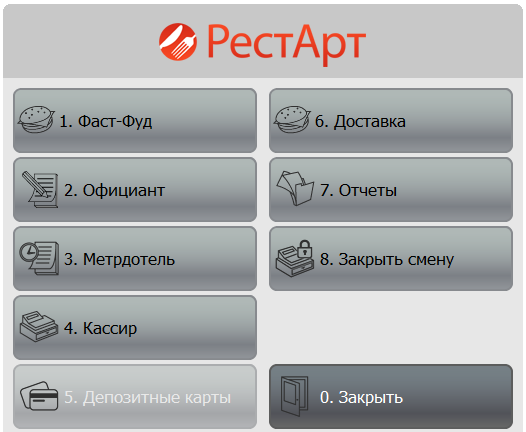 РестАрт
1. Фаст-Фуд
6. Доставка
2. Официант
7. Отчеты
3. Метрдотель
8. Закрыть смену
4. Кассир
5. Депозитные карты
0. Закрыть